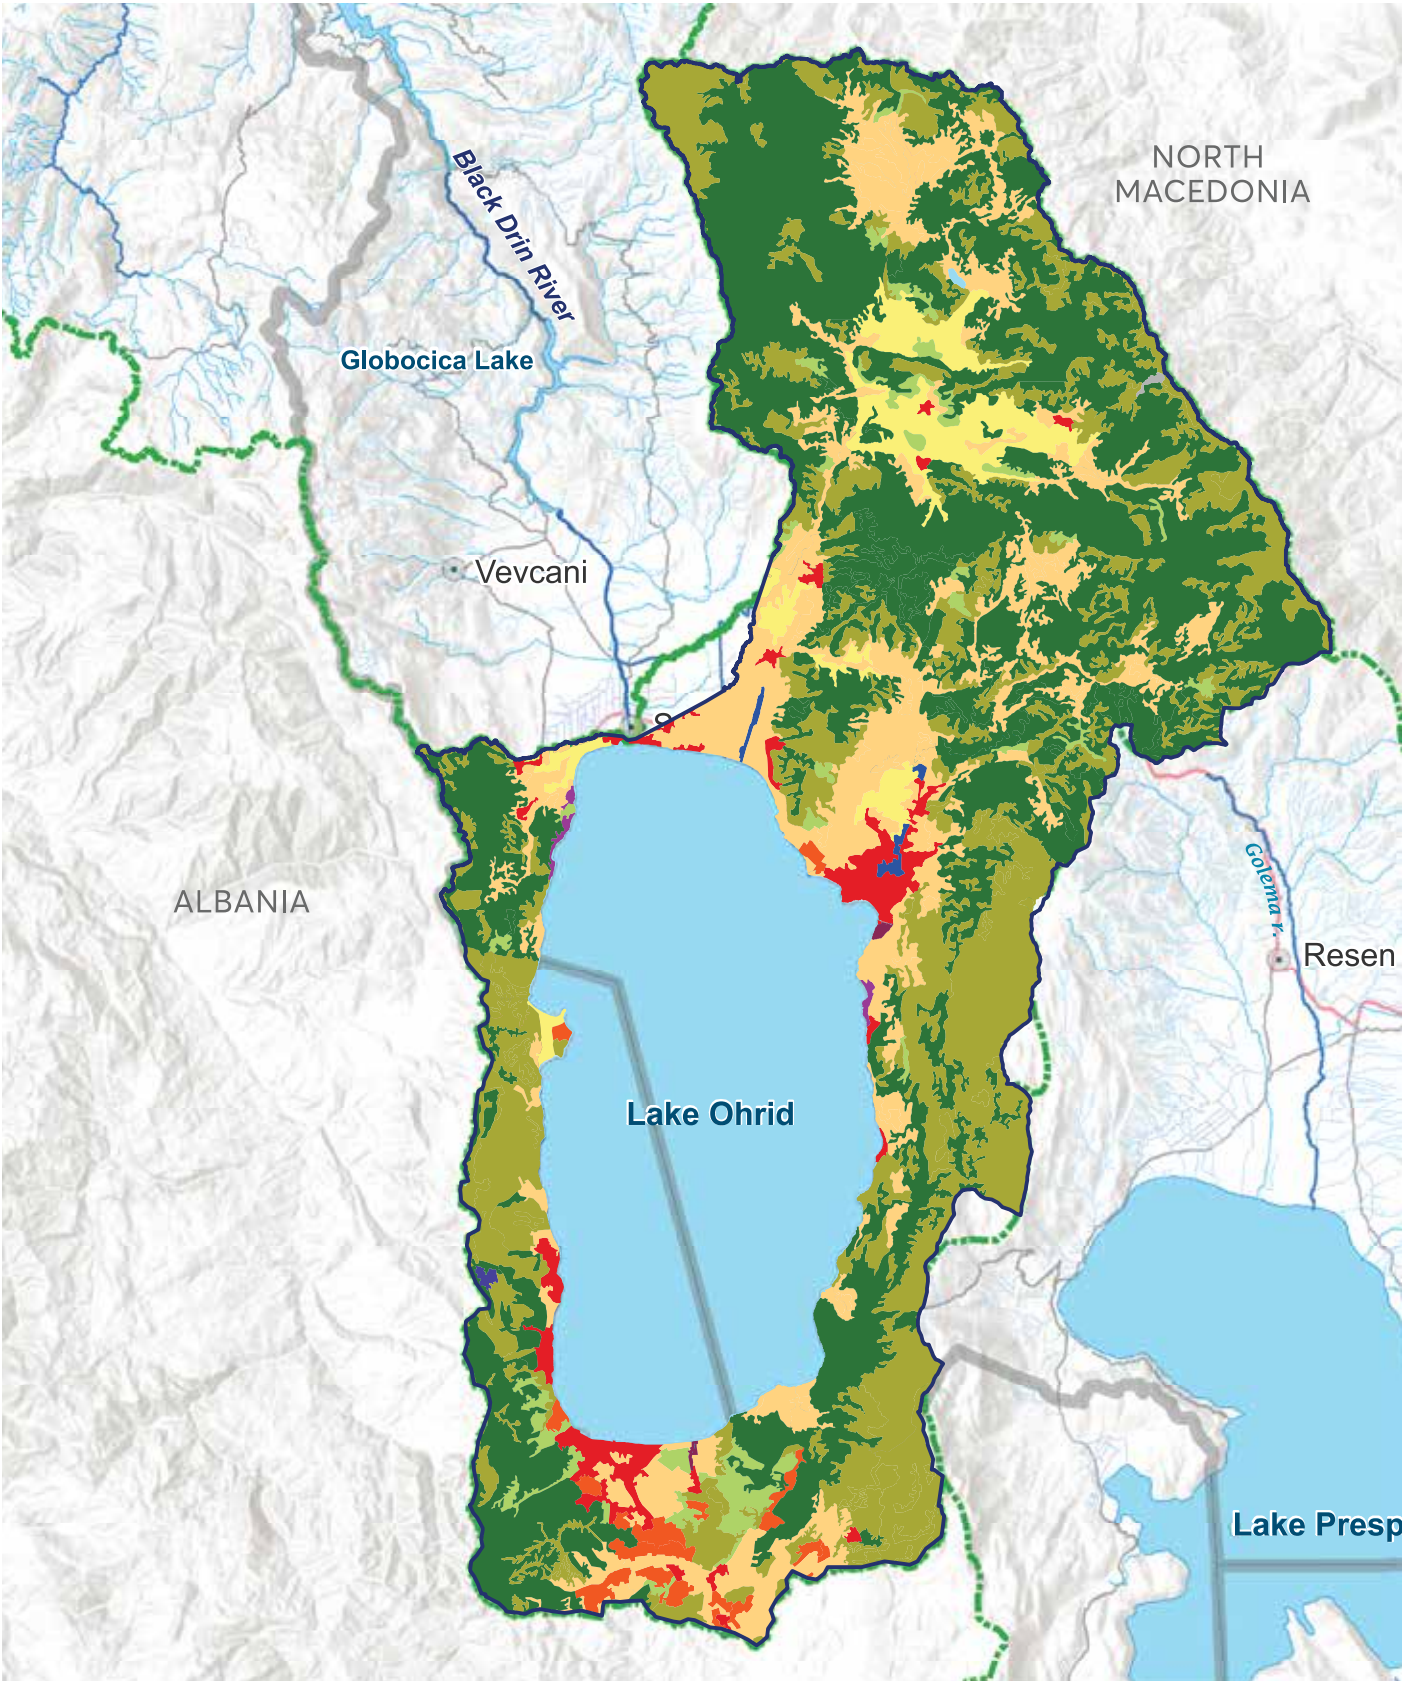 NORTH
MACEDONIA
Black Drin River
Globocica Lake
Vevcani
ALBANIA
Golema r.
Resen
Lake Ohrid
Lake Presp